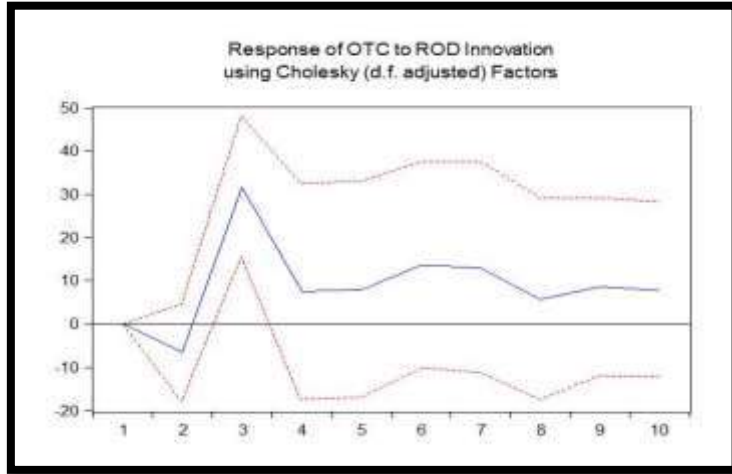 Response of OTC to ROD Innovation
using Cholesky (d.f. adjusted) Factors
50
40
30
20
10
0
-10
-20
1 2 3 4 5 6 7 8 9 10